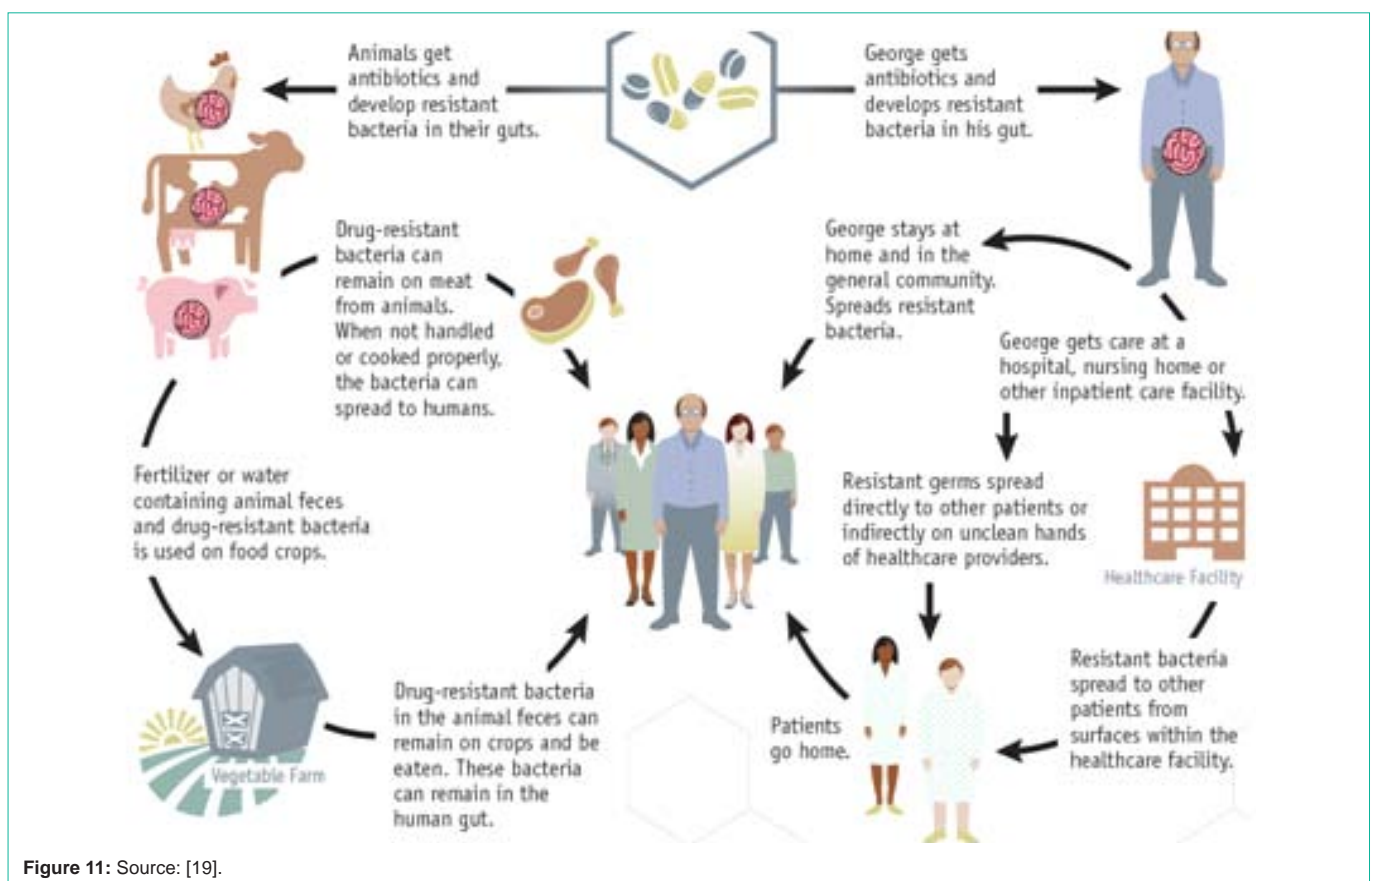 Animals get
antibiotics and
develop resistant
bacteria in their guts.
George gets
antibiotics and
develops resistant
bacteria in his gut.
Drug-resistant
bacteria can
remain on meat
from animals.
When not handled
or cooked properly,
the bacteria can
spread to humans.
George stays at
home and in the
general community.
Spreads resistant
bacteria.
George gets care at a
hospital, nursing home or
other inpatient care facility.
Fertilizer or water
containing animal feces
and drug-resistant bacteria
is used on food crops.
Resistant germs spread
directly to other patients or
indirectly on unclean hands
of healthcare providers.
Healthcare Facility
Vegetable Farm
Drug-resistant bacteria
in the animal feces can
remain on crops and be
eaten. These bacteria
can remain in the
human gut.
Patients
go home.
Resistant bacteria
spread to other
patients from
surfaces within the
healthcare facility.
Figure 11: Source: [19].